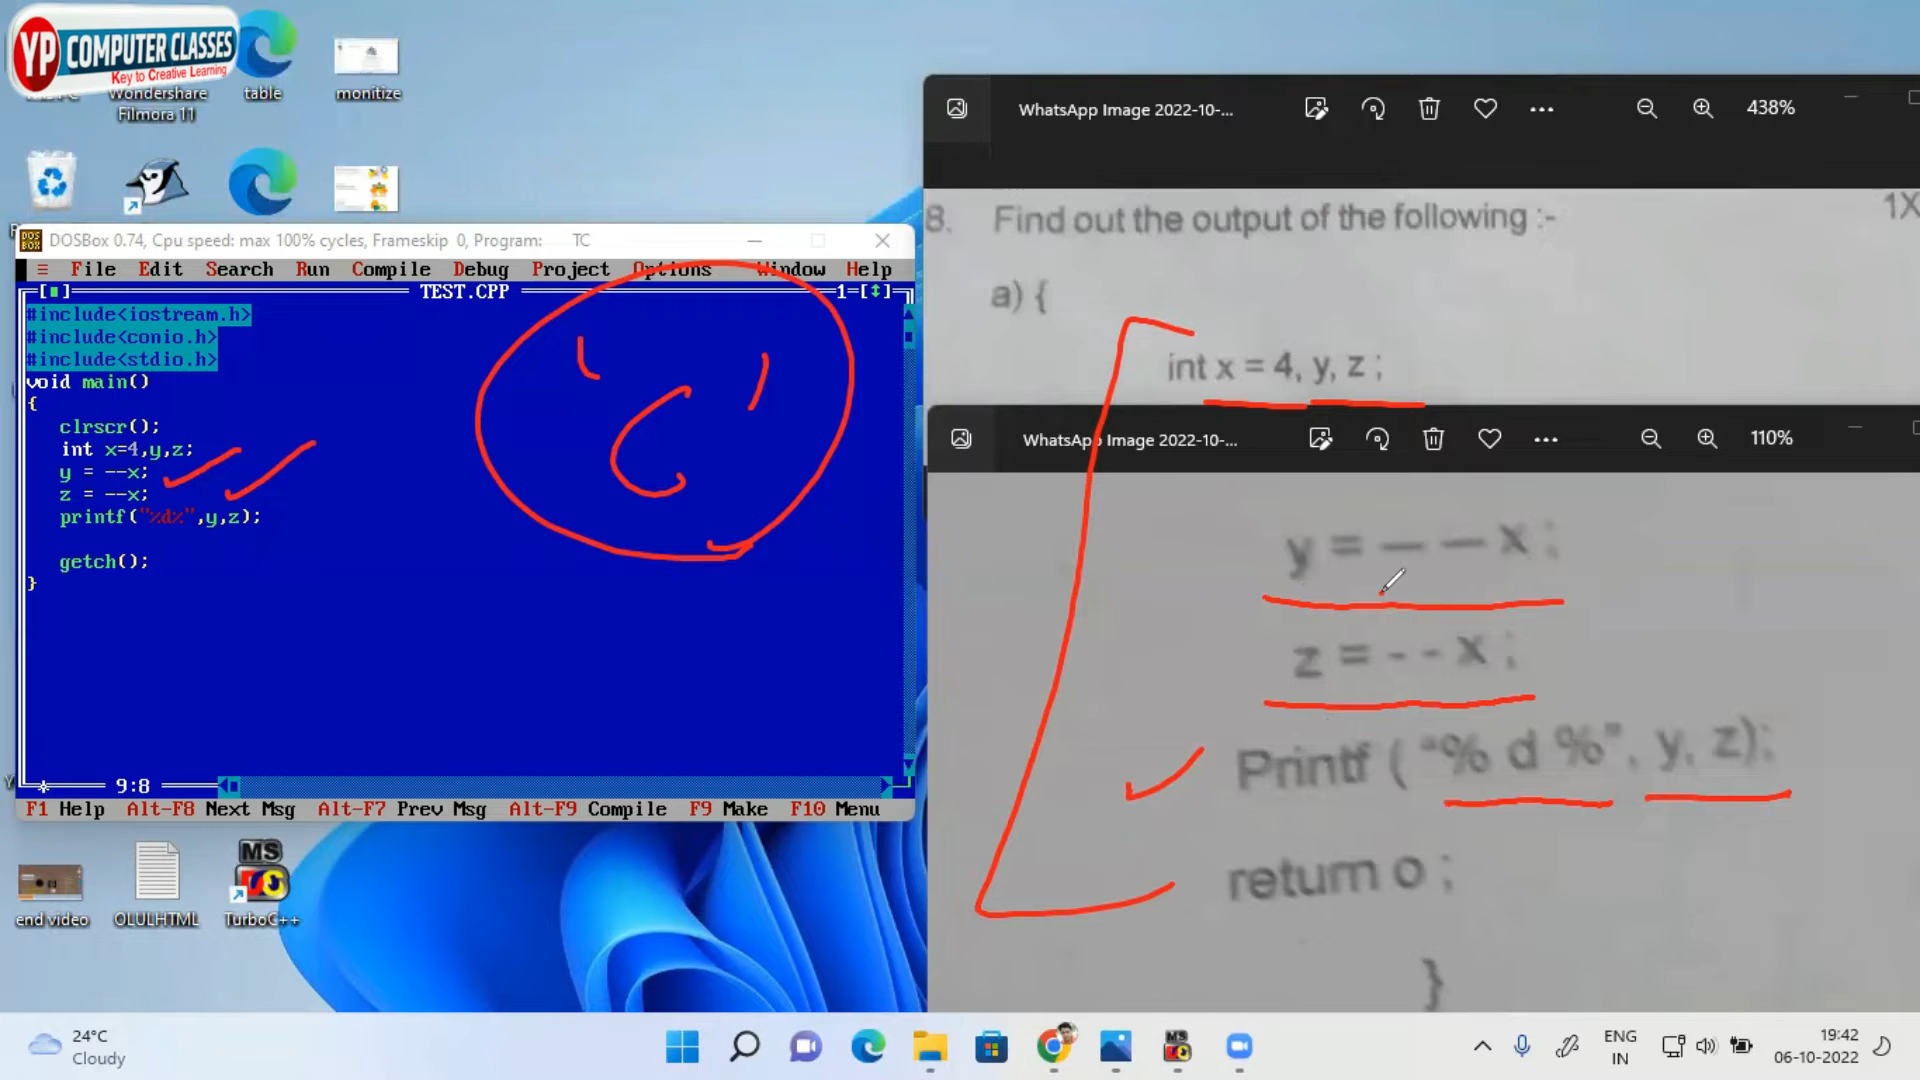 YP COMPUTER CLASSES
Key to Creative Learning
Wondershare
Filmora 11
table
monitize
DOSBox 0.74, Cpu speed: max 100% cycles, Frameskip 0, Program: TC
File Edit Search Run Compile Debug Project Options Window Help
TEST.CPP
1
#include<iostream.h>
#include<conio.h>
#include<stdio.h>
void main()
{
clrscr();
int x=4,y,z;
y = --x;
z = --x;
printf("%d%",y,z);
getch();
}
9:8
F1 Help Alt-F8 Next Msg Alt-F7 Prev Msg Alt-F9 Compile F9 Make F10 Menu
end video
OLULHTML
TurboC++
WhatsApp Image 2022-10-...
438%
8. Find out the output of the following :- 1X
a) {
int x = 4, y, z ;
WhatsApp Image 2022-10-...
110%
y = – – x ;
z = - - x ;
Printf ( "% d %", y, z);
return o ;
}
24°C
Cloudy
ENG
IN
19:42
06-10-2022